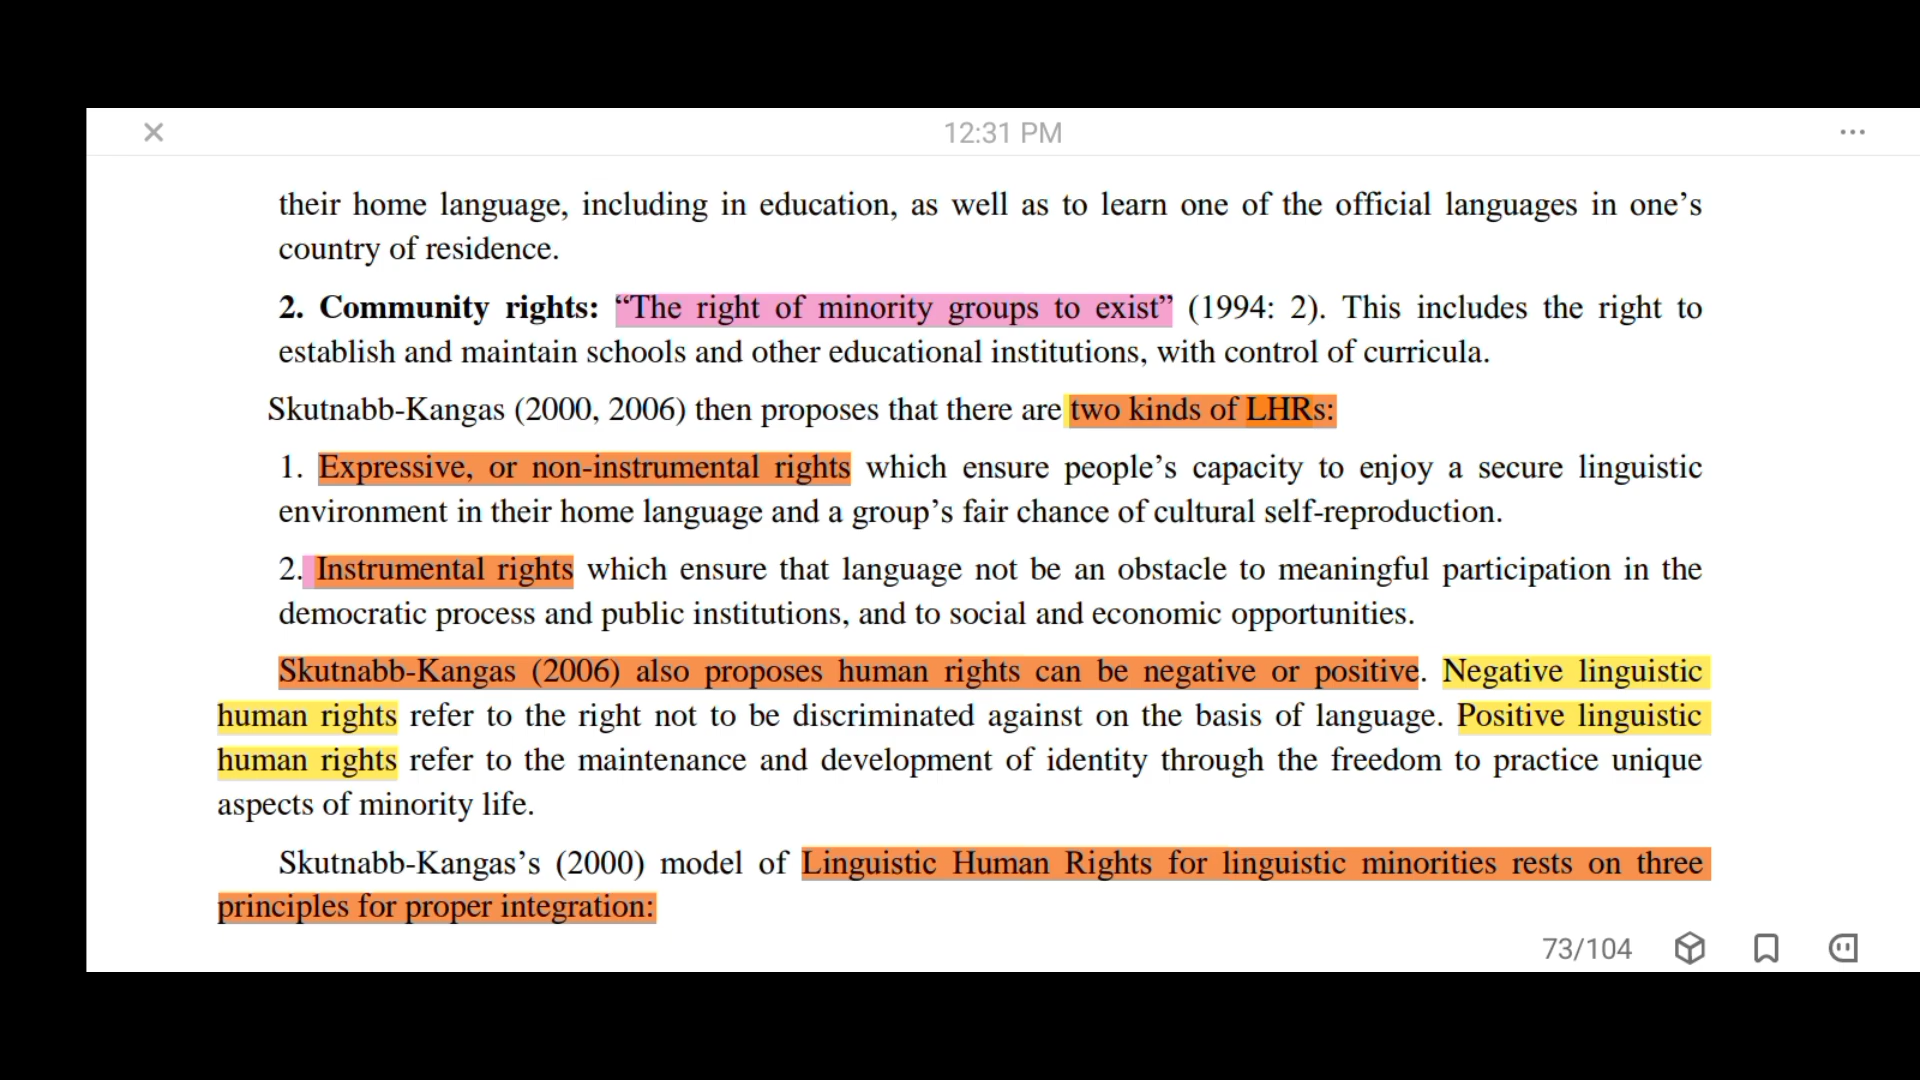 12:31 PM
their home language, including in education, as well as to learn one of the official languages in one’s
country of residence.
2. Community rights: “The right of minority groups to exist” (1994: 2). This includes the right to
establish and maintain schools and other educational institutions, with control of curricula.
Skutnabb-Kangas (2000, 2006) then proposes that there are two kinds of LHRs:
1. Expressive, or non-instrumental rights which ensure people’s capacity to enjoy a secure linguistic
environment in their home language and a group’s fair chance of cultural self-reproduction.
2. Instrumental rights which ensure that language not be an obstacle to meaningful participation in the
democratic process and public institutions, and to social and economic opportunities.
Skutnabb-Kangas (2006) also proposes human rights can be negative or positive. Negative linguistic
human rights refer to the right not to be discriminated against on the basis of language. Positive linguistic
human rights refer to the maintenance and development of identity through the freedom to practice unique
aspects of minority life.
Skutnabb-Kangas’s (2000) model of Linguistic Human Rights for linguistic minorities rests on three
principles for proper integration:
73/104